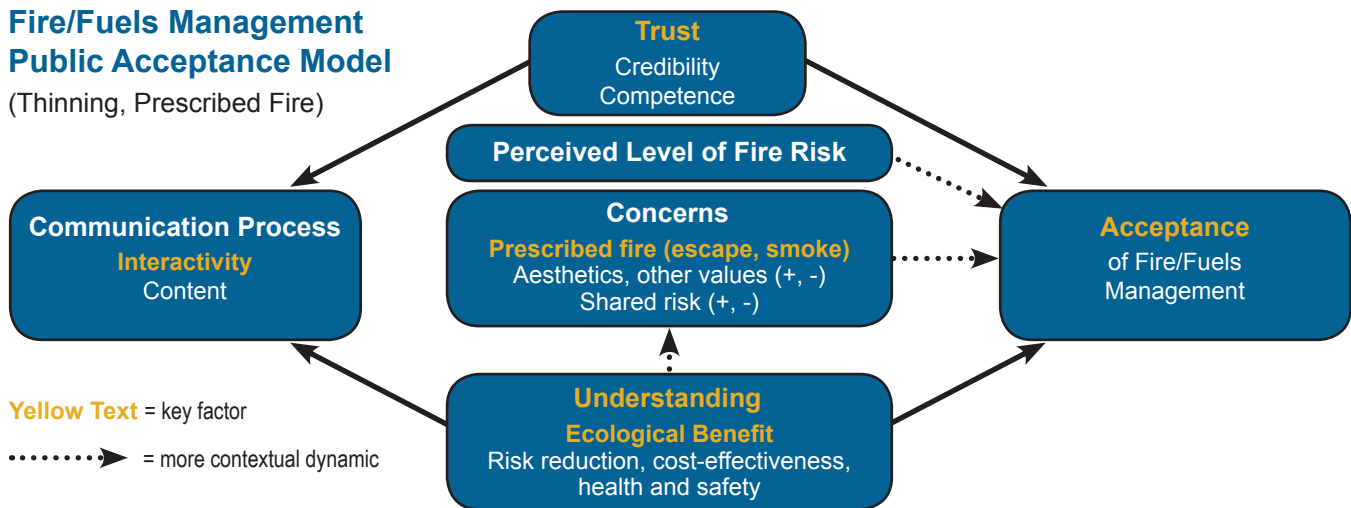 Fire/Fuels Management
Public Acceptance Model
(Thinning, Prescribed Fire)
Trust
Credibility
Competence
Perceived Level of Fire Risk
Communication Process
Interactivity
Content
Concerns
Prescribed fire (escape, smoke)
Aesthetics, other values (+, -)
Shared risk (+, -)
Acceptance
of Fire/Fuels
Management
Understanding
Ecological Benefit
Risk reduction, cost-effectiveness,
health and safety
Yellow Text = key factor
= more contextual dynamic